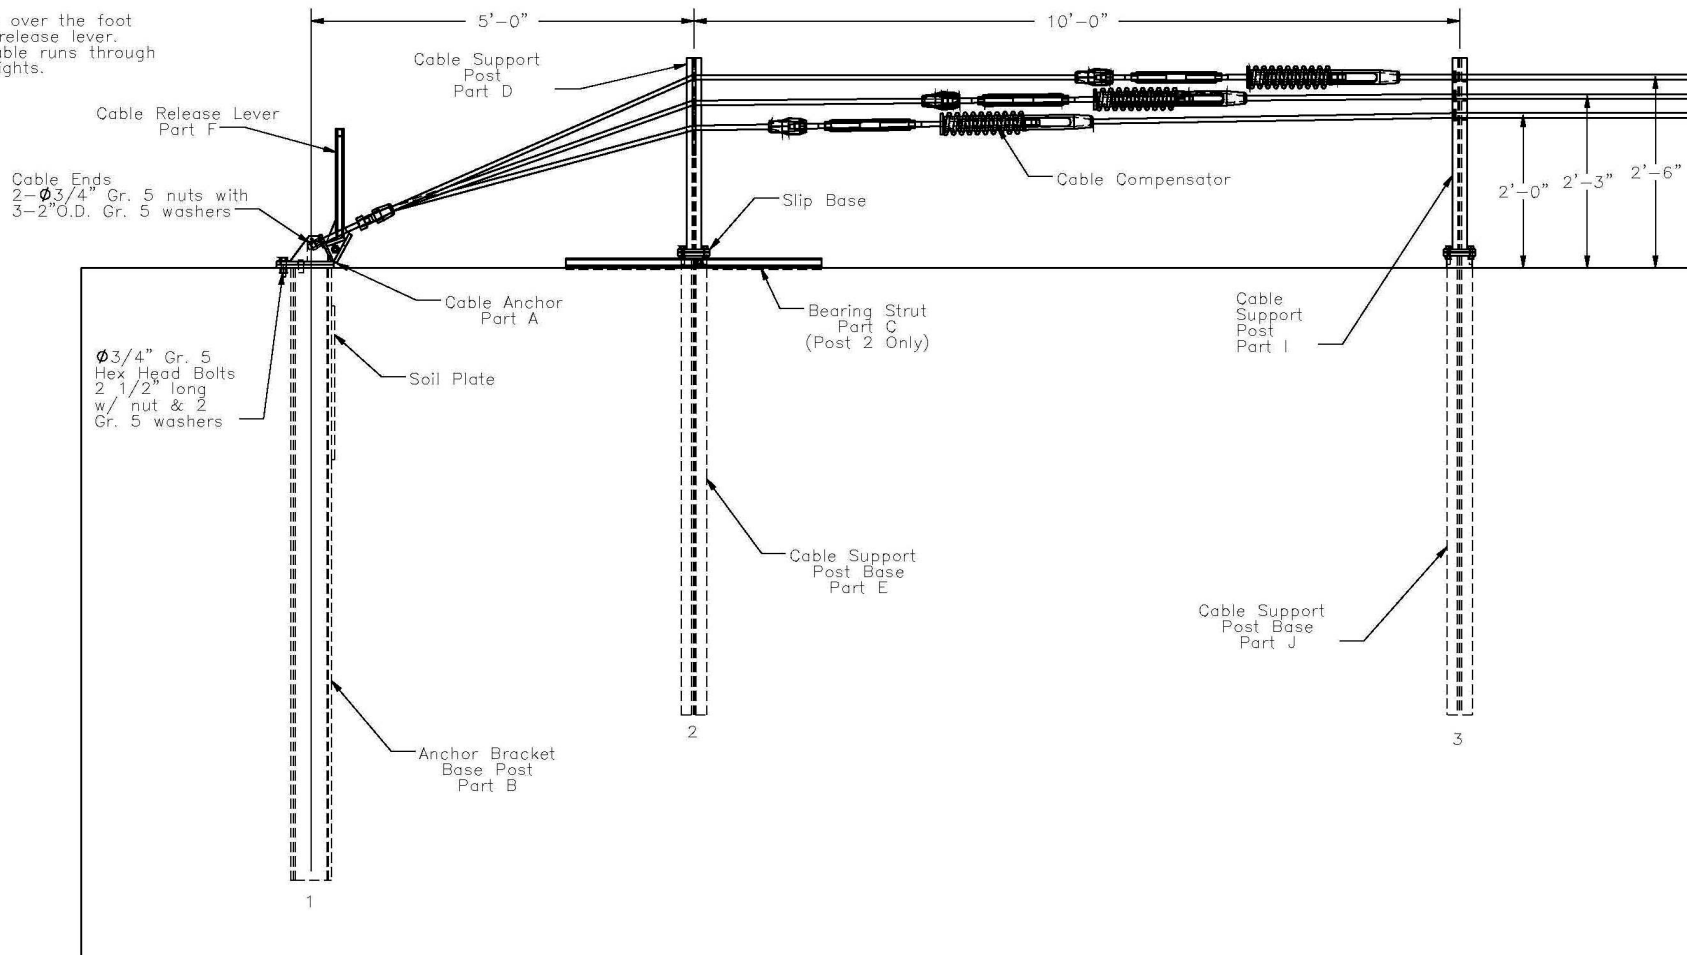 over the foot
release lever.
able runs through
ights.
5'-0"
10'-0"
Cable Support
Post
Part D
Cable Release Lever
Part F
Cable Ends
2-Ø3/4" Gr. 5 nuts with
3-2"O.D. Gr. 5 washers
Cable Compensator
2'-0"
2'-3"
2'-6"
Slip Base
Cable Anchor
Part A
Bearing Strut
Part C
(Post 2 Only)
Cable
Support
Post
Part I
Ø3/4" Gr. 5
Hex Head Bolts
2 1/2" long
w/ nut & 2
Gr. 5 washers
Soil Plate
Cable Support
Post Base
Part E
Cable Support
Post Base
Part J
Anchor Bracket
Base Post
Part B
1
2
3